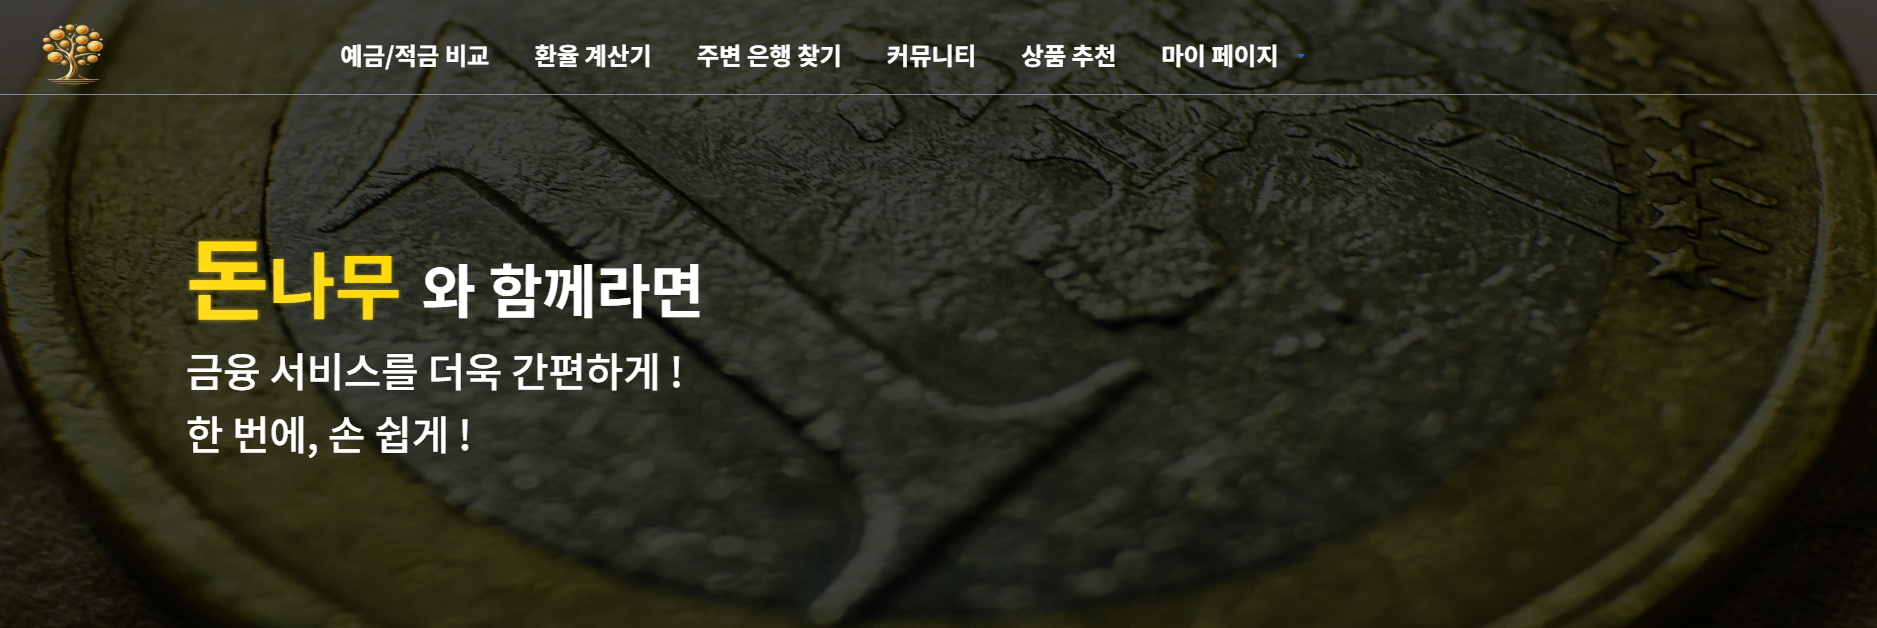 예금/적금 비교 환율 계산기 주변 은행 찾기 커뮤니티 상품 추천 마이 페이지
돈나무 와 함께라면
금융 서비스를 더욱 간편하게 !
한 번에, 손 쉽게 !